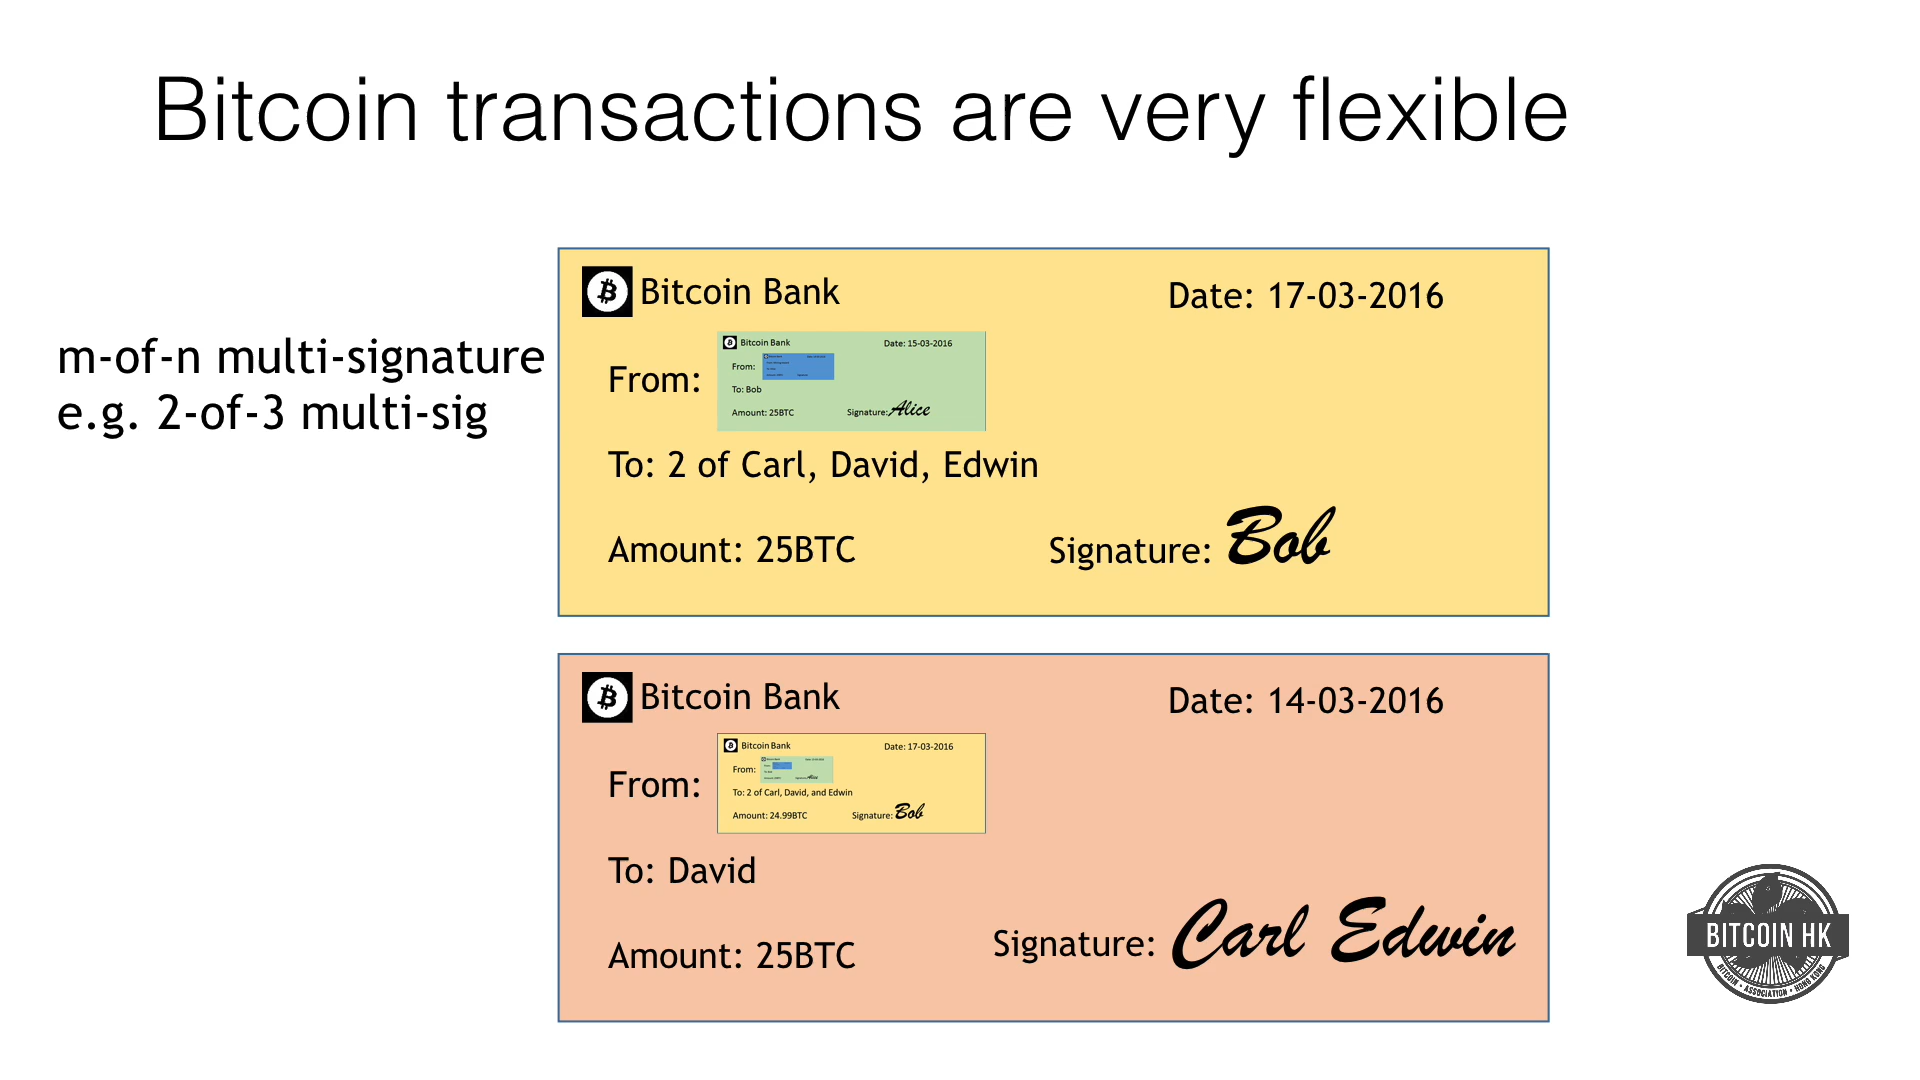 Bitcoin transactions are very flexible
m-of-n multi-signature
e.g. 2-of-3 multi-sig
Bitcoin Bank
Date: 17-03-2016
From:
Bitcoin Bank
Date: 15-03-2016
From:
To: Bob
Amount: 25BTC
Signature: Alice
To: 2 of Carl, David, Edwin
Amount: 25BTC
Signature: Bob
Bitcoin Bank
Date: 14-03-2016
From:
Bitcoin Bank
Date: 17-03-2016
From:
To: 2 of Carl, David, and Edwin
Amount: 24.99BTC
Signature: Bob
To: David
Amount: 25BTC
Signature: Carl Edwin
BITCOIN HK
BITCOIN • ASSOCIATION • HONG KONG